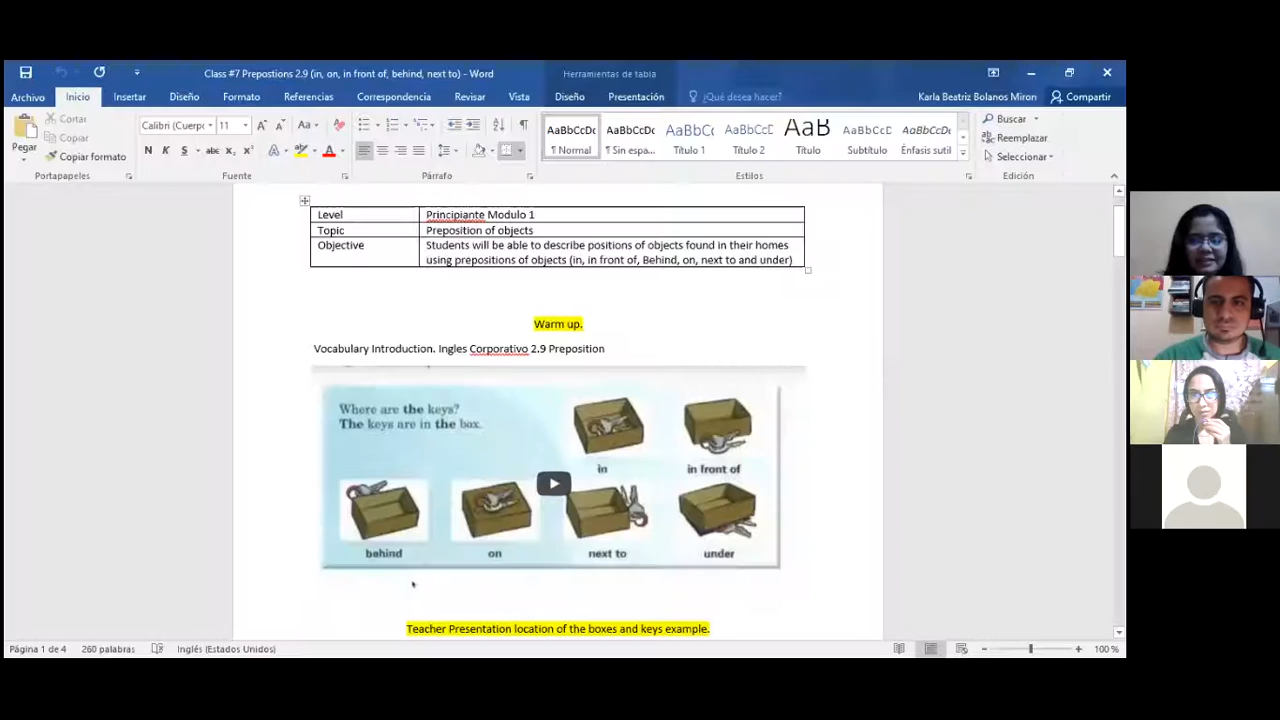 Class #7 Prepostions 2.9 (in, on, in front of, behind, next to) - Word
Herramientas de tabla
Archivo Inicio Insertar Diseño Formato Referencias Correspondencia Revisar Vista Diseño Presentación ¿Qué desea hacer? Karla Beatriz Bolanos Miron Compartir
Pegar
Cortar
Copiar
Copiar formato
Portapapeles
Calibri (Cuerpo 11
Fuente
Párrafo
AaBbCcDc AaBbCcDc AaBbCc AaBbCcD AaB AaBbCcD AaBbCcDc
¶ Normal ¶ Sin espa... Título 1 Título 2 Título Subtítulo Énfasis sutil
Estilos
Buscar
Reemplazar
Seleccionar
Edición
Level Principiante Modulo 1
Topic Preposition of objects
Objective Students will be able to describe positions of objects found in their homes
using prepositions of objects (in, in front of, Behind, on, next to and under)
Warm up.
Vocabulary Introduction. Ingles Corporativo 2.9 Preposition
Where are the keys?
The keys are in the box.
in in front of
behind on next to under
Teacher Presentation location of the boxes and keys example.
Página 1 de 4 260 palabras Inglés (Estados Unidos) 100 %